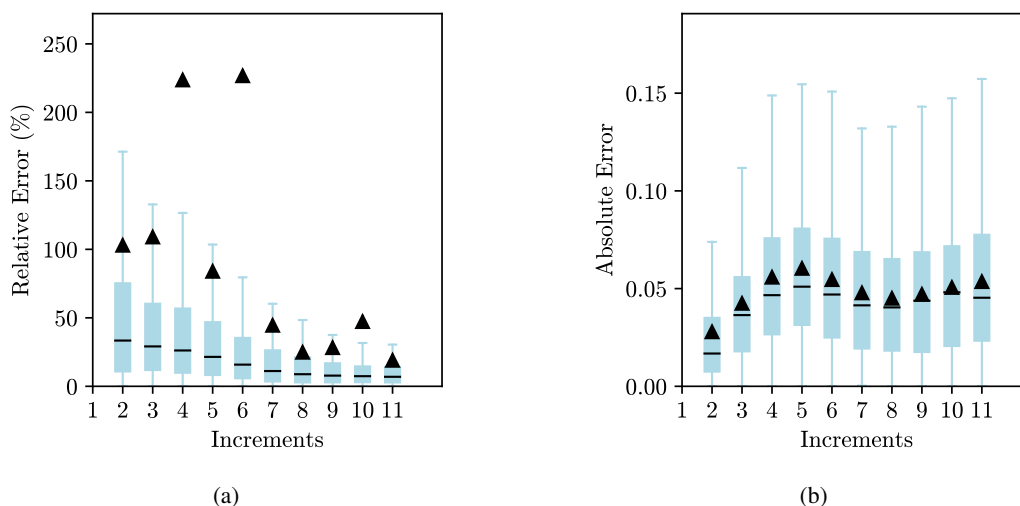 250
200
150
100
50
0
Relative Error (%)
1 2 3 4 5 6 7 8 9 10 11
Increments
(a)
0.15
0.10
0.05
0.00
Absolute Error
1 2 3 4 5 6 7 8 9 10 11
Increments
(b)